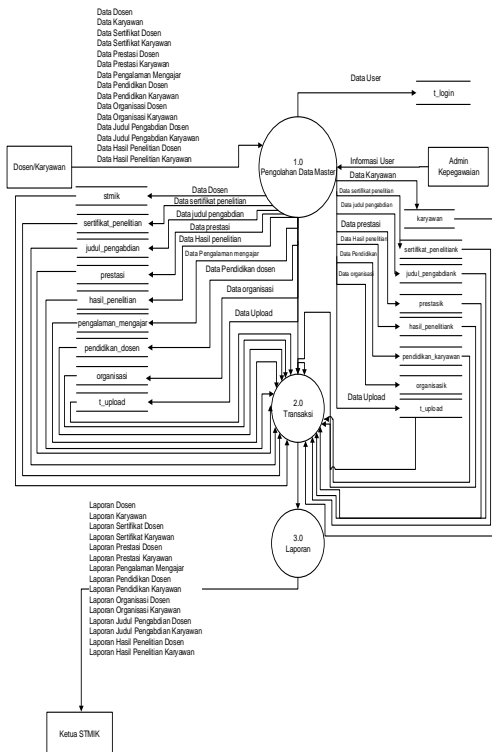 Data Dosen
Data Karyawan
Data Sertifikat Dosen
Data Sertifikat Karyawan
Data Prestasi Dosen
Data Prestasi Karyawan
Data Pengalaman Mengajar
Data Pendidikan Dosen
Data Pendidikan Karyawan
Data Organisasi Dosen
Data Organisasi Karyawan
Data Judul Pengabdian Dosen
Data Judul Pengabdian Karyawan
Data Hasil Penelitian Dosen
Data Hasil Penelitian Karyawan
Data User
t_login
Dosen/Karyawan
1.0
Pengolahan Data Master
Informasi User
Admin
Kepegawaian
Data Karyawan
karyawan
Data Dosen
stmik
Data sertifikat penelitian
sertifikat_penelitian
Data judul pengabdian
judul_pengabdian
Data prestasi
prestasi
Data Hasil penelitian
hasil_penelitian
Data Pengalaman mengajar
pengalaman_mengajar
Data Pendidikan dosen
pendidikan_dosen
Data organisasi
organisasi
Data Upload
t_upload
Data sertifikat penelitian
sertifikat_penelitiank
Data judul pengabdian
judul_pengabdiank
Data prestasi
prestasik
Data Hasil penelitian
hasil_penelitiank
Data Pendidikan
pendidikan_karyawan
Data organisasi
organisasik
Data Upload
t_upload
2.0
Transaksi
3.0
Laporan
Laporan Dosen
Laporan Karyawan
Laporan Sertifikat Dosen
Laporan Sertifikat Karyawan
Laporan Prestasi Dosen
Laporan Prestasi Karyawan
Laporan Pengalaman Mengajar
Laporan Pendidikan Dosen
Laporan Pendidikan Karyawan
Laporan Organisasi Dosen
Laporan Organisasi Karyawan
Laporan Judul Pengabdian Dosen
Laporan Judul Pengabdian Karyawan
Laporan Hasil Penelitian Dosen
Laporan Hasil Penelitian Karyawan
Ketua STMIK